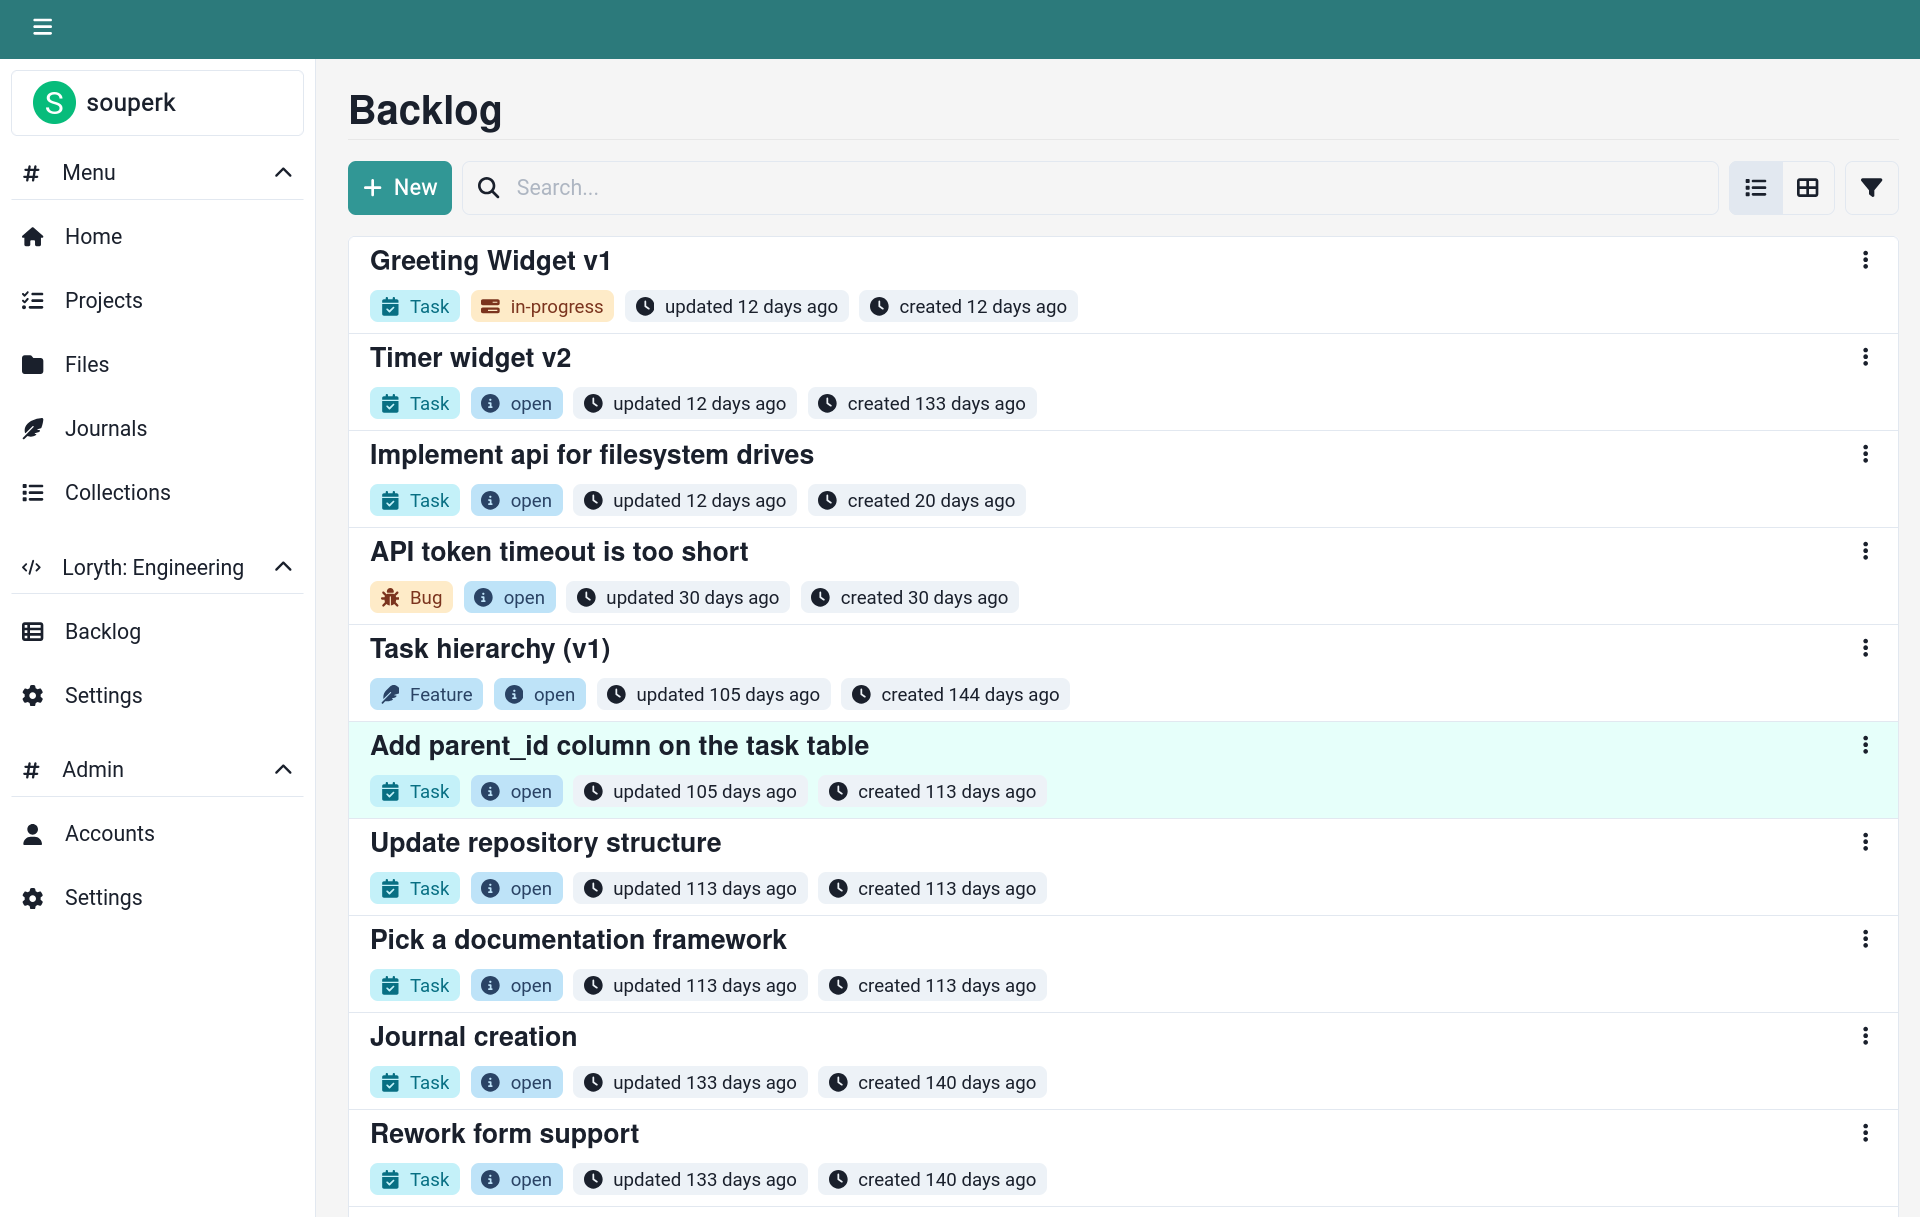 S souperk
Menu
Home
Projects
Files
Journals
Collections
Loryth: Engineering
Backlog
Settings
Admin
Accounts
Settings
Backlog
New
Search...
Greeting Widget v1
Task in-progress updated 12 days ago created 12 days ago
Timer widget v2
Task open updated 12 days ago created 133 days ago
Implement api for filesystem drives
Task open updated 12 days ago created 20 days ago
API token timeout is too short
Bug open updated 30 days ago created 30 days ago
Task hierarchy (v1)
Feature open updated 105 days ago created 144 days ago
Add parent_id column on the task table
Task open updated 105 days ago created 113 days ago
Update repository structure
Task open updated 113 days ago created 113 days ago
Pick a documentation framework
Task open updated 113 days ago created 113 days ago
Journal creation
Task open updated 133 days ago created 140 days ago
Rework form support
Task open updated 133 days ago created 140 days ago